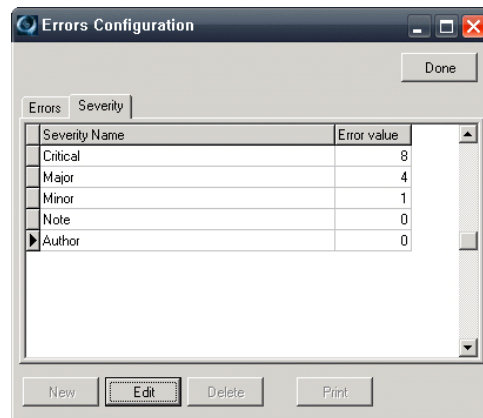 Errors Configuration
Done
Errors Severity
Severity Name Error value
Critical 8
Major 4
Minor 1
Note 0
Author 0
New Edit Delete Print